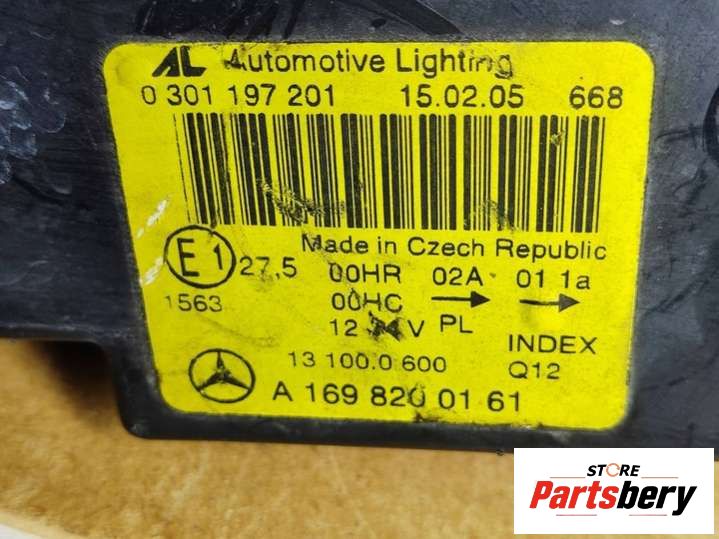 AL Automotive Lighting
0 301 197 201 15.02.05 668
Made in Czech Republic
E1 27,5 00HR 02A 01 1a
1563 00HC → →
12 V PL
INDEX
13 100.0 600 Q12
A 169 820 01 61
STORE
Partsbery